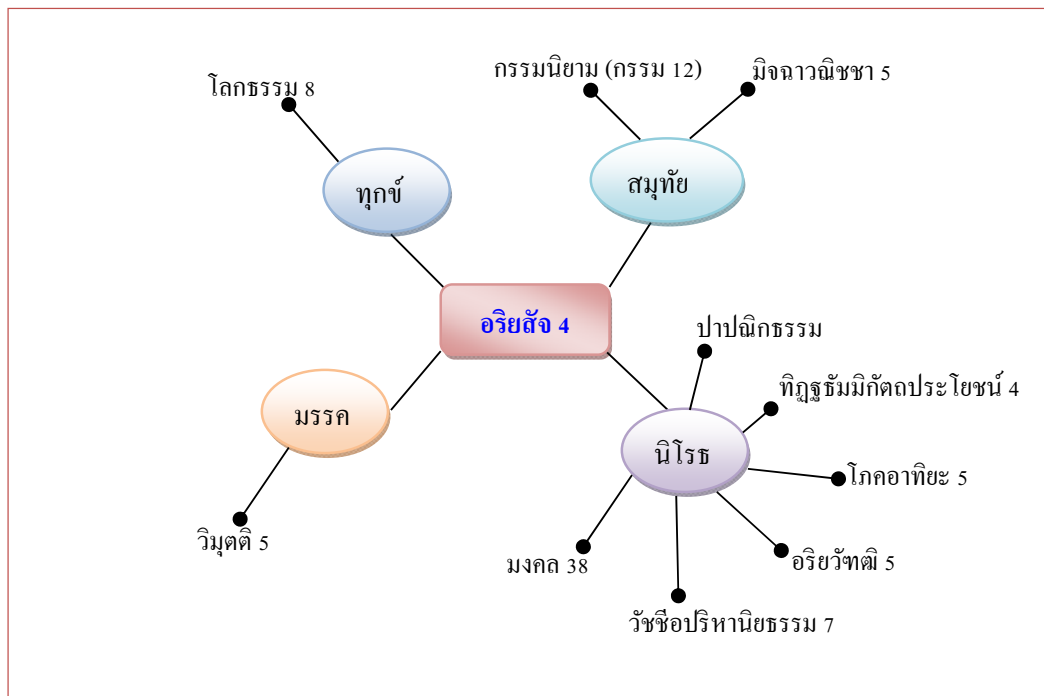 กรรมนิยาม (กรรม 12)
มิจฉาวณิชชา 5
โลกธรรม 8
ทุกข์
สมุทัย
อริยสัจ 4
ปาปณิกธรรม
ทิฏฐธัมมิกัตถประโยชน์ 4
มรรค
นิโรธ
โภคอาทิยะ 5
วิมุตติ 5
มงคล 38
อริยวัฑฒิ 5
วัชชีอปริหานิยธรรม 7